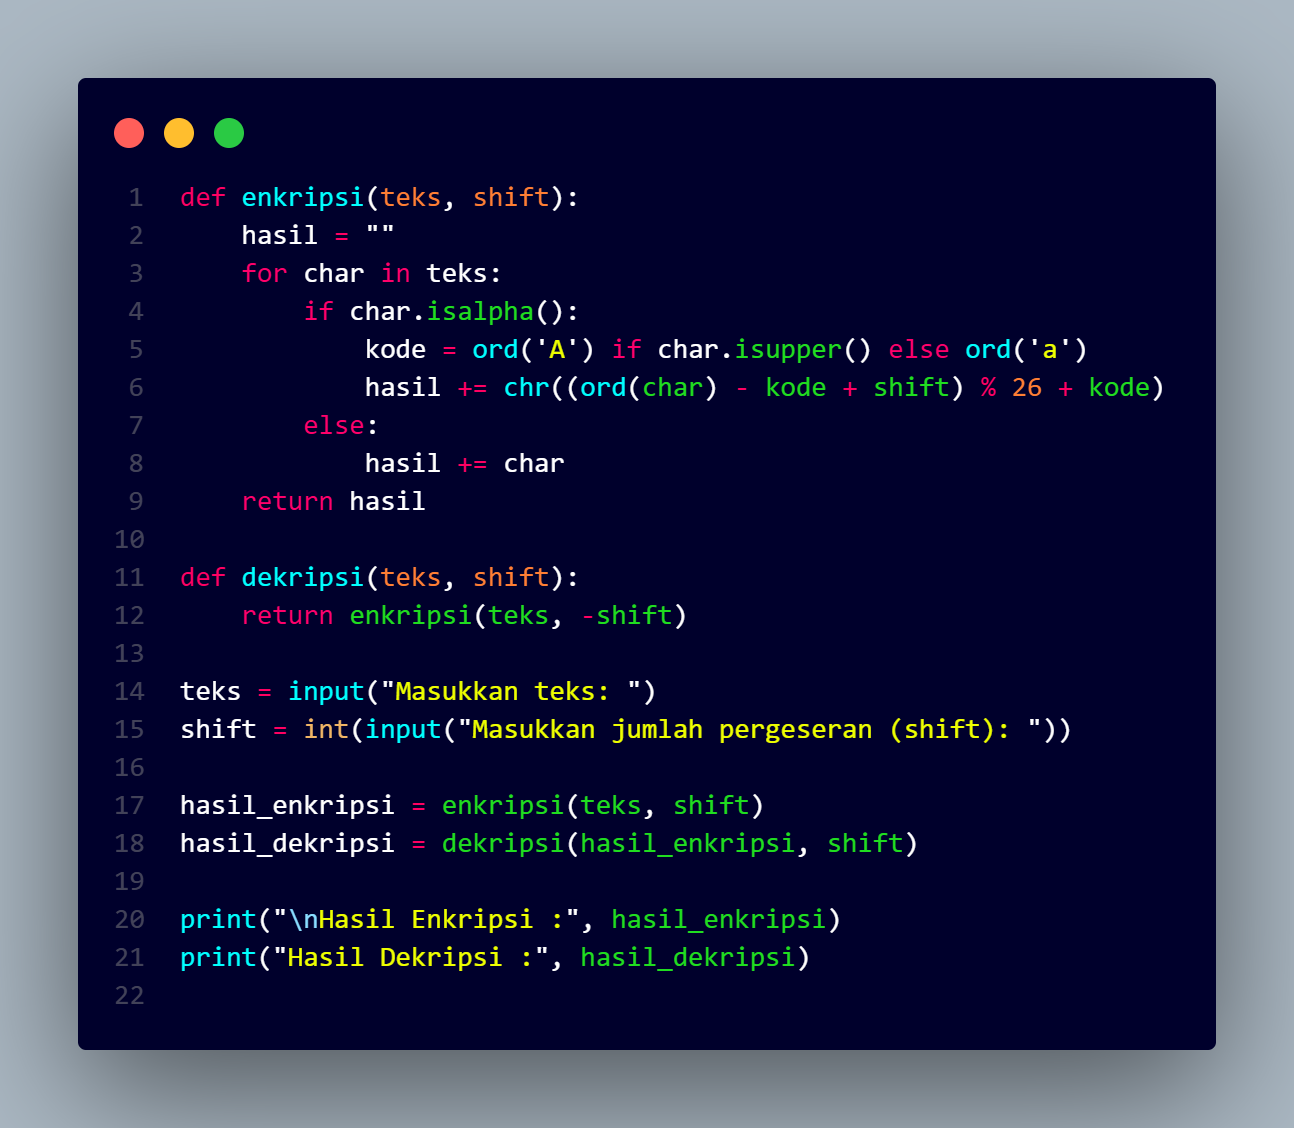 1 def enkripsi(teks, shift):
2     hasil = ""
3     for char in teks:
4         if char.isalpha():
5             kode = ord('A') if char.isupper() else ord('a')
6             hasil += chr((ord(char) - kode + shift) % 26 + kode)
7         else:
8             hasil += char
9     return hasil
10
11 def dekripsi(teks, shift):
12     return enkripsi(teks, -shift)
13
14 teks = input("Masukkan teks: ")
15 shift = int(input("Masukkan jumlah pergeseran (shift): "))
16
17 hasil_enkripsi = enkripsi(teks, shift)
18 hasil_dekripsi = dekripsi(hasil_enkripsi, shift)
19
20 print("\nHasil Enkripsi :", hasil_enkripsi)
21 print("Hasil Dekripsi :", hasil_dekripsi)
22